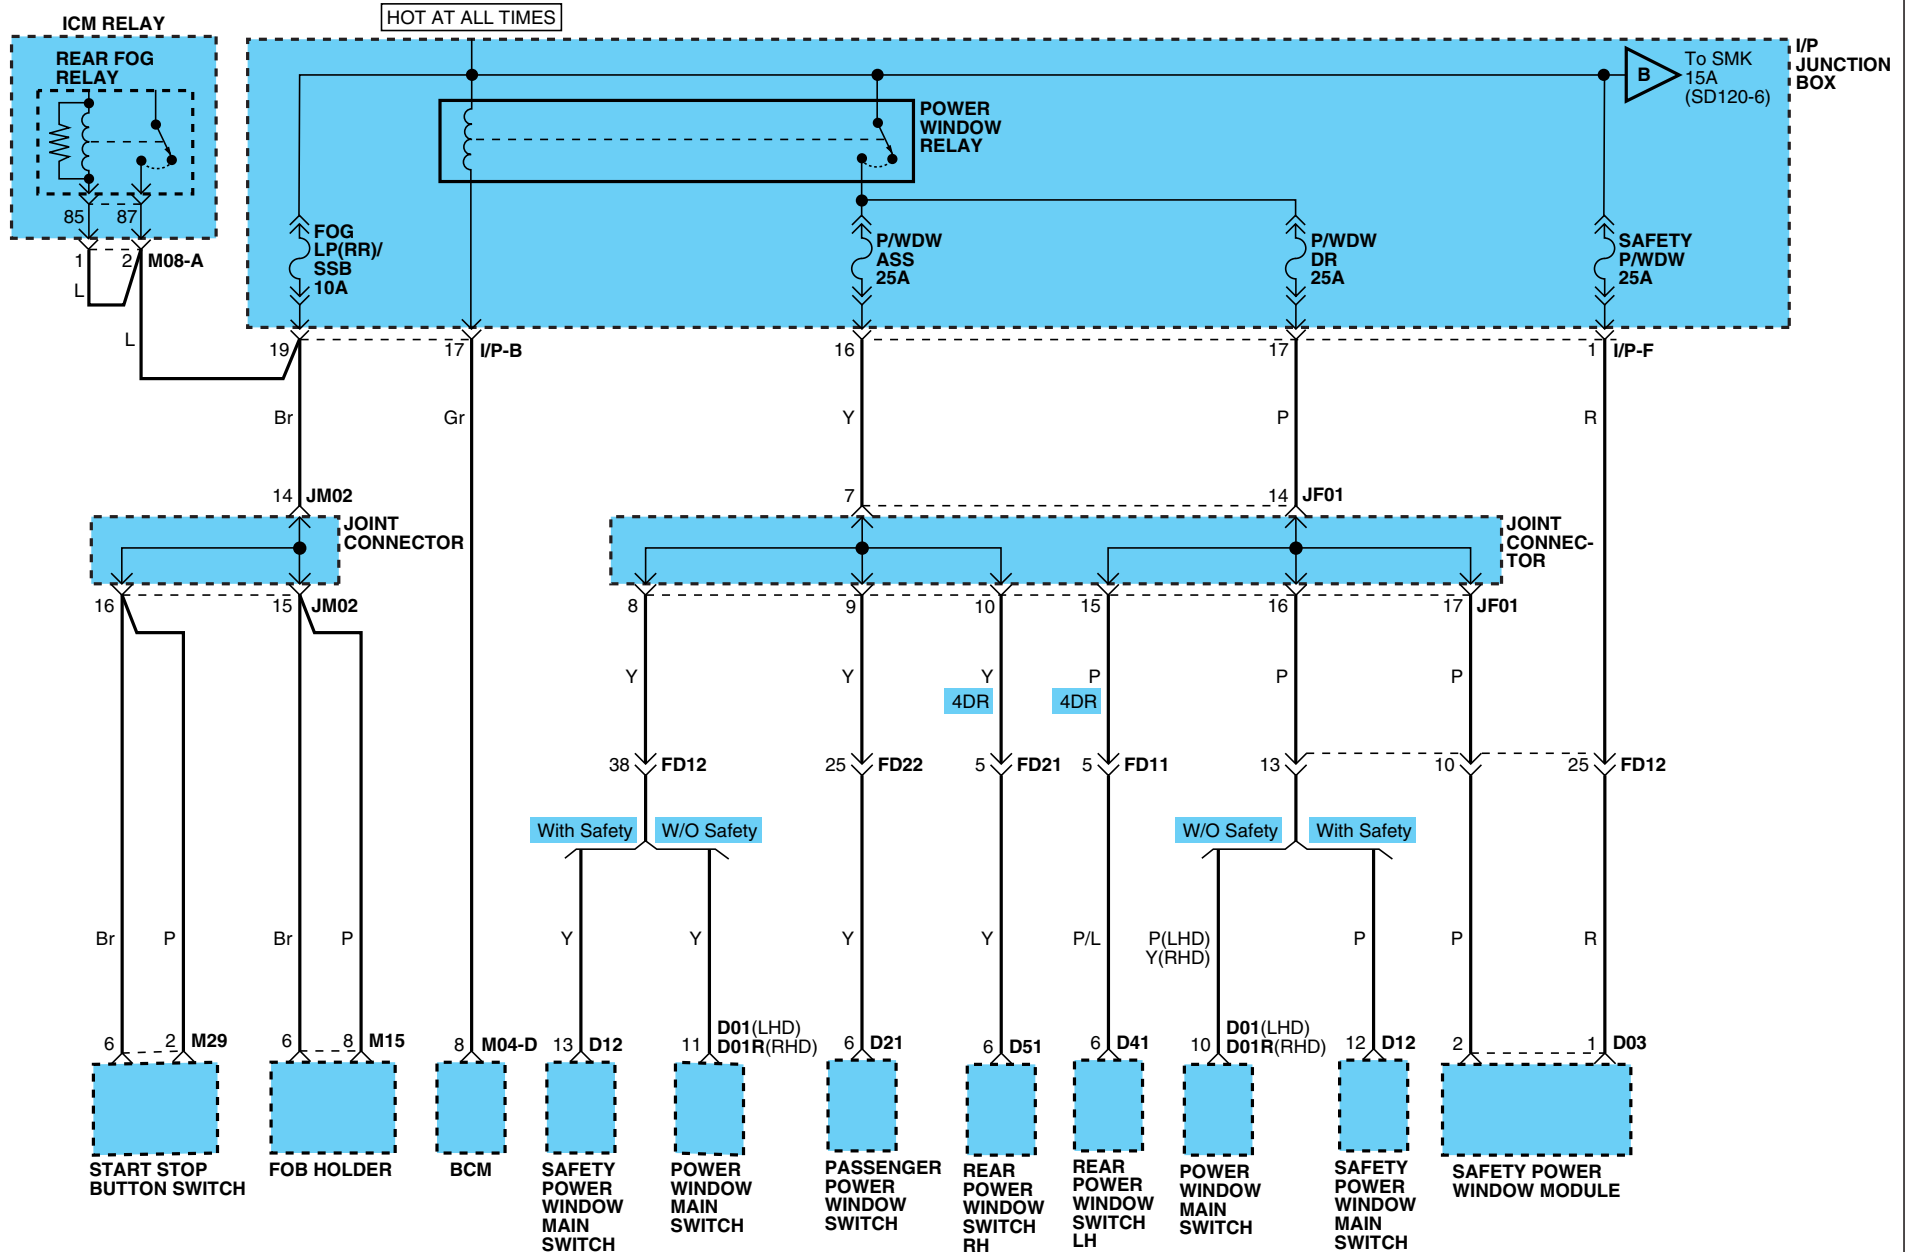 HOT AT ALL TIMES
ICM RELAY
REAR FOG
RELAY
85
87
1
2
M08-A
L
L
I/P
JUNCTION
BOX
B
To SMK
15A
(SD120-6)
POWER
WINDOW
RELAY
FOG
LP(RR)/
SSB
10A
P/WDW
ASS
25A
P/WDW
DR
25A
SAFETY
P/WDW
25A
19
17
I/P-B
16
17
1
I/P-F
Br
Gr
Y
P
R
14
JM02
7
14
JF01
JOINT
CONNECTOR
JOINT
CONNEC-
TOR
16
15
JM02
8
9
10
15
16
17
JF01
Y
Y
Y
P
P
P
4DR
4DR
38
FD12
25
FD22
5
FD21
5
FD11
13
10
25
FD12
With Safety
W/O Safety
W/O Safety
With Safety
Br
P
Br
P
Y
Y
Y
Y
P/L
P(LHD)
Y(RHD)
P
P
R
6
2
M29
6
8
M15
8
M04-D
13
D12
11
D01(LHD)
D01R(RHD)
6
D21
6
D51
6
D41
10
D01(LHD)
D01R(RHD)
12
D12
2
1
D03
START STOP
BUTTON SWITCH
FOB HOLDER
BCM
SAFETY
POWER
WINDOW
MAIN
SWITCH
POWER
WINDOW
MAIN
SWITCH
PASSENGER
POWER
WINDOW
SWITCH
REAR
POWER
WINDOW
SWITCH
RH
REAR
POWER
WINDOW
SWITCH
LH
POWER
WINDOW
MAIN
SWITCH
SAFETY
POWER
WINDOW
MAIN
SWITCH
SAFETY POWER
WINDOW MODULE